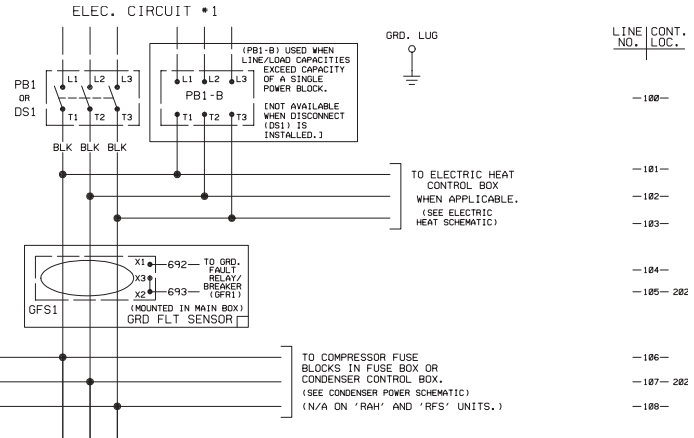 ELEC. CIRCUIT *1
GRD. LUG
LINE NO.
CONT. LOC.
(PB1-B) USED WHEN
LINE/LOAD CAPACITIES
EXCEED CAPACITY
OF A SINGLE
POWER BLOCK.
[NOT AVAILABLE
WHEN DISCONNECT
(DS1) IS
INSTALLED.]
PB1
OR
DS1
L1 L2 L3
T1 T2 T3
L1 L2 L3
PB1-B
T1 T2 T3
-100-
BLK BLK BLK
TO ELECTRIC HEAT
CONTROL BOX
WHEN APPLICABLE.
(SEE ELECTRIC
HEAT SCHEMATIC)
-101-
-102-
-103-
X1
X3
X2
692
693
TO GRD.
FAULT
RELAY/
BREAKER
(GFR1)
GFS1
(MOUNTED IN MAIN BOX)
GRD FLT SENSOR
-104-
-105- 202
TO COMPRESSOR FUSE
BLOCKS IN FUSE BOX OR
CONDENSER CONTROL BOX.
(SEE CONDENSER POWER SCHEMATIC)
(N/A ON 'RAH' AND 'RFS' UNITS.)
-106-
-107- 202
-108-